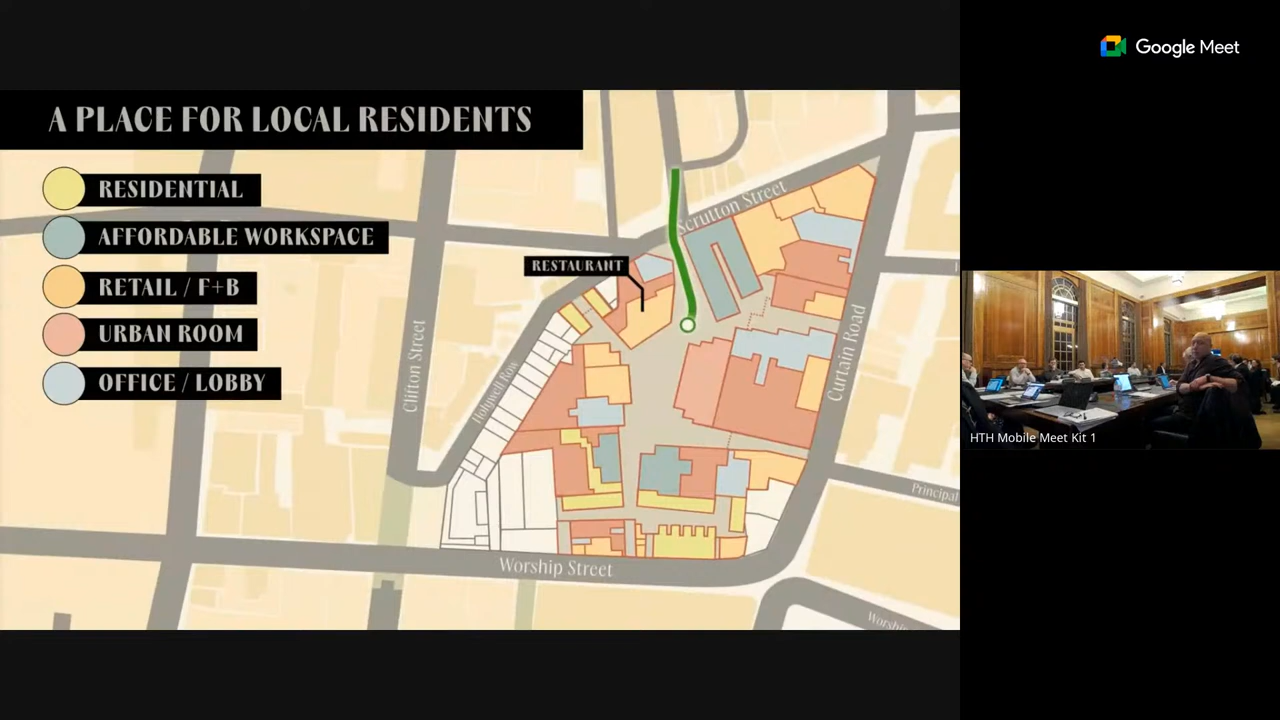 A PLACE FOR LOCAL RESIDENTS
RESIDENTIAL
AFFORDABLE WORKSPACE
RETAIL / F+B
URBAN ROOM
OFFICE / LOBBY
RESTAURANT
Scrutton Street
Clifton Street
Holywell Row
Curtain Road
Principal
Worship Street
Worship
Google Meet
HTH Mobile Meet Kit 1